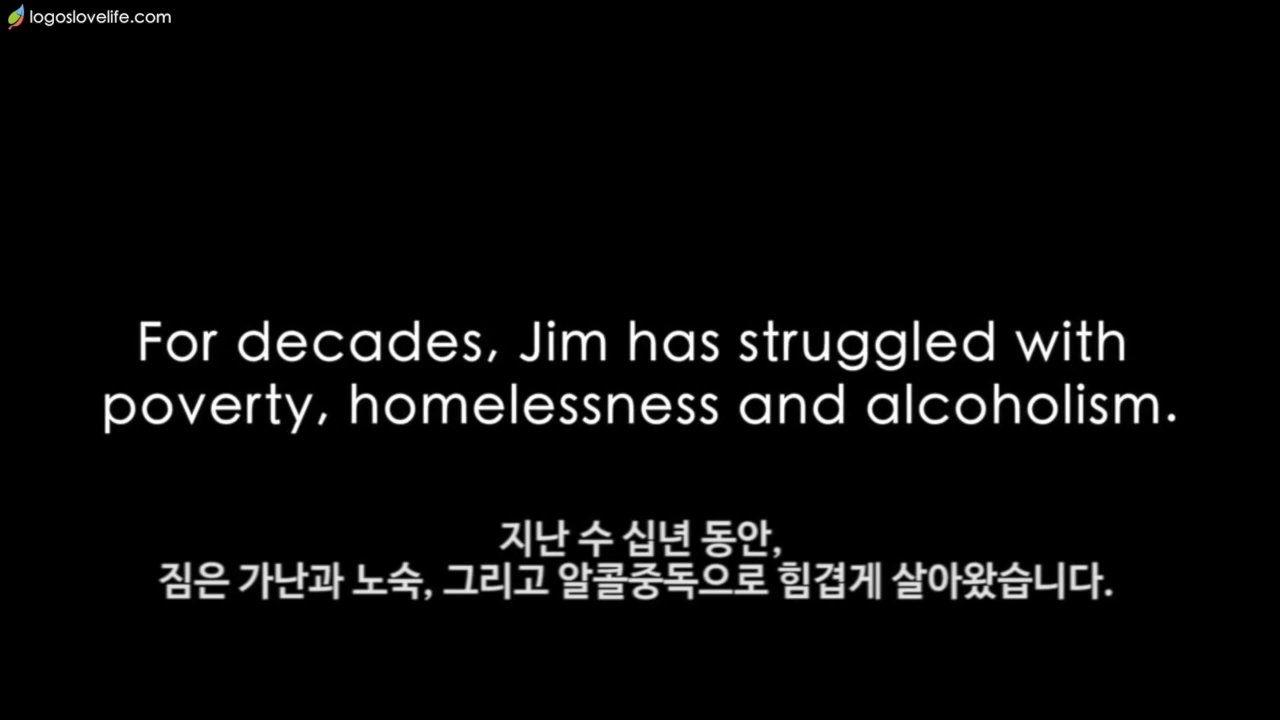 logoslovelife.com
For decades, Jim has struggled with
poverty, homelessness and alcoholism.
지난 수 십년 동안,
짐은 가난과 노숙, 그리고 알콜중독으로 힘겹게 살아왔습니다.